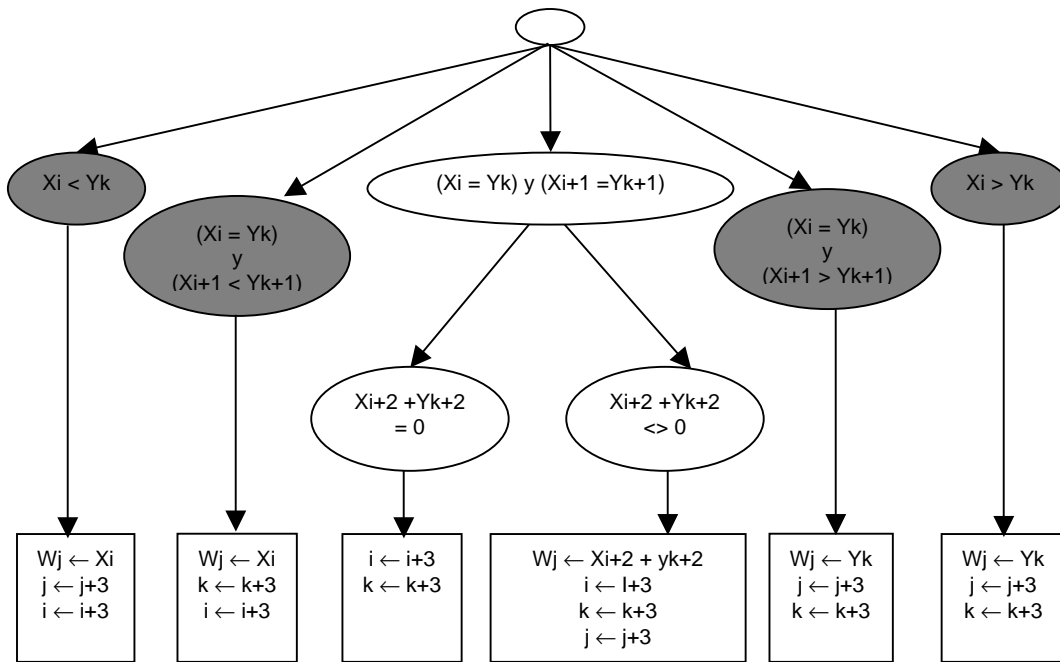 Xi < Yk
(Xi = Yk)
y
(Xi+1 < Yk+1)
(Xi = Yk) y (Xi+1 =Yk+1)
(Xi = Yk)
y
(Xi+1 > Yk+1)
Xi > Yk
Xi+2 +Yk+2
= 0
Xi+2 +Yk+2
<> 0
Wj ← Xi
j ← j+3
i ← i+3
Wj ← Xi
k ← k+3
i ← i+3
i ← i+3
k ← k+3
Wj ← Xi+2 + yk+2
i ← I+3
k ← k+3
j ← j+3
Wj ← Yk
j ← j+3
k ← k+3
Wj ← Yk
j ← j+3
k ← k+3